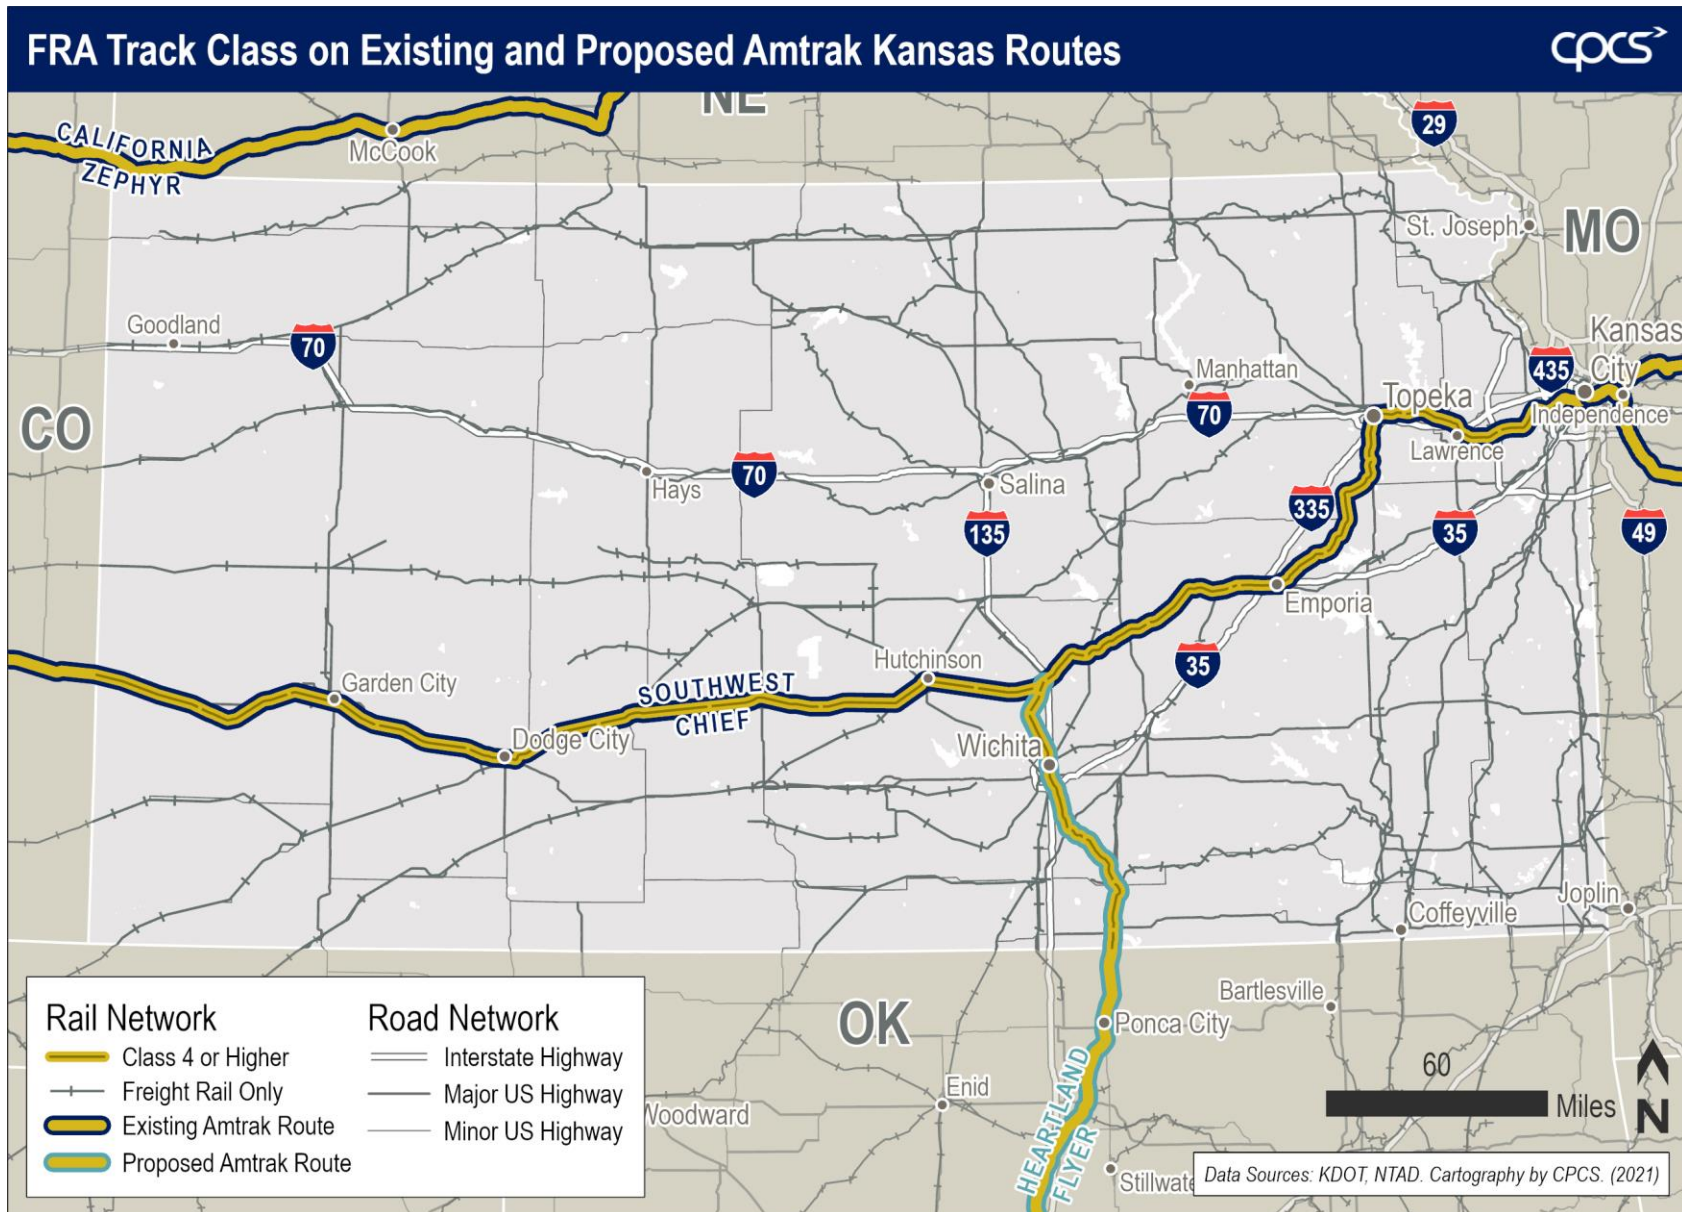 FRA Track Class on Existing and Proposed Amtrak Kansas Routes
cpcs
NE
29
CALIFORNIA
ZEPHYR
McCook
St. Joseph
MO
Goodland
70
Kansas
City
435
Manhattan
70
Topeka
Independence
CO
Lawrence
Hays
70
Salina
335
135
35
49
Emporia
Hutchinson
35
Garden City
SOUTHWEST
CHIEF
Dodge City
Wichita
Joplin
Coffeyville
Bartlesville
OK
Ponca City
Enid
Woodward
HEARTLAND
FLYER
60
Miles
N
Rail Network
Class 4 or Higher
Freight Rail Only
Existing Amtrak Route
Proposed Amtrak Route
Road Network
Interstate Highway
Major US Highway
Minor US Highway
Stillwate
Data Sources: KDOT, NTAD. Cartography by CPCS. (2021)